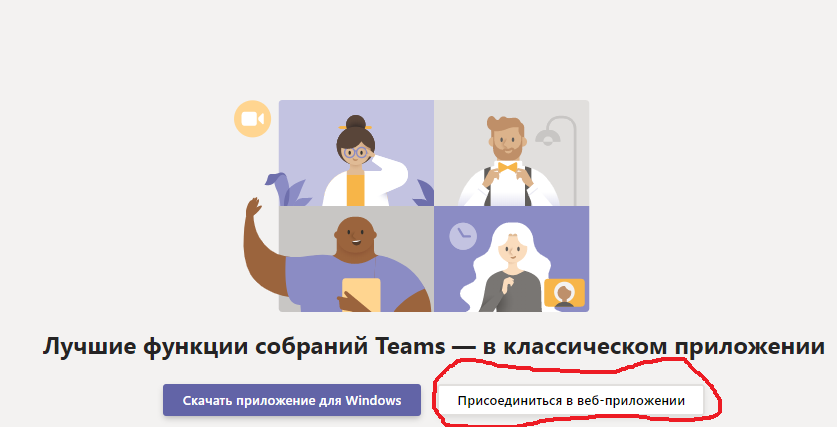 Лучшие функции собраний Teams — в классическом приложении
Скачать приложение для Windows
Присоединиться в веб-приложении